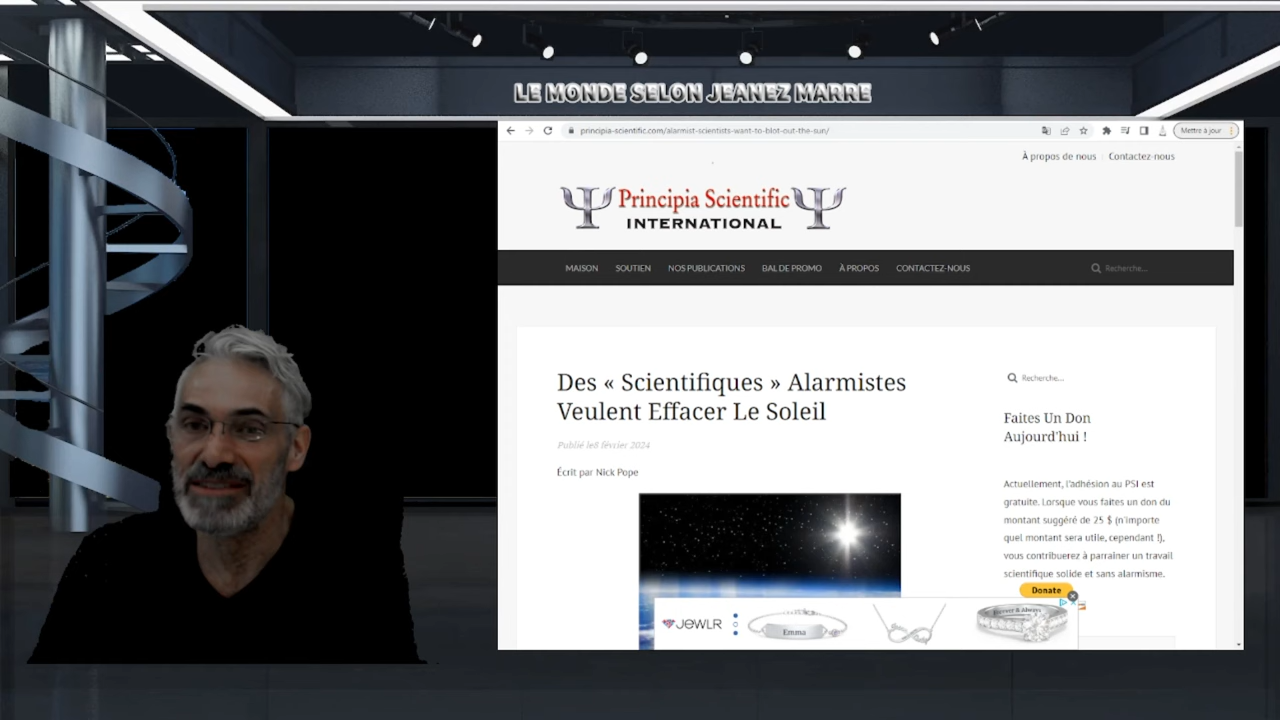 LE MONDE SELON JEANEZ MARRE
principia-scientific.com/alarmist-scientists-want-to-blot-out-the-sun/
Mettre à jour
À propos de nous
Contactez-nous
Principia Scientific
INTERNATIONAL
MAISON SOUTIEN NOS PUBLICATIONS BAL DE PROMO À PROPOS CONTACTEZ-NOUS
Recherche...
Des « Scientifiques » Alarmistes
Veulent Effacer Le Soleil
Publié le8 février 2024
Écrit par Nick Pope
Recherche...
Faites Un Don
Aujourd'hui !
Actuellement, l'adhésion au PSI est
gratuite. Lorsque vous faites un don du
montant suggéré de 25 $ (n'importe
quel montant sera utile, cependant !),
vous contribuerez à parrainer un travail
scientifique solide et sans alarmisme.
Donate
JEWLR
Emma
Forever & Always